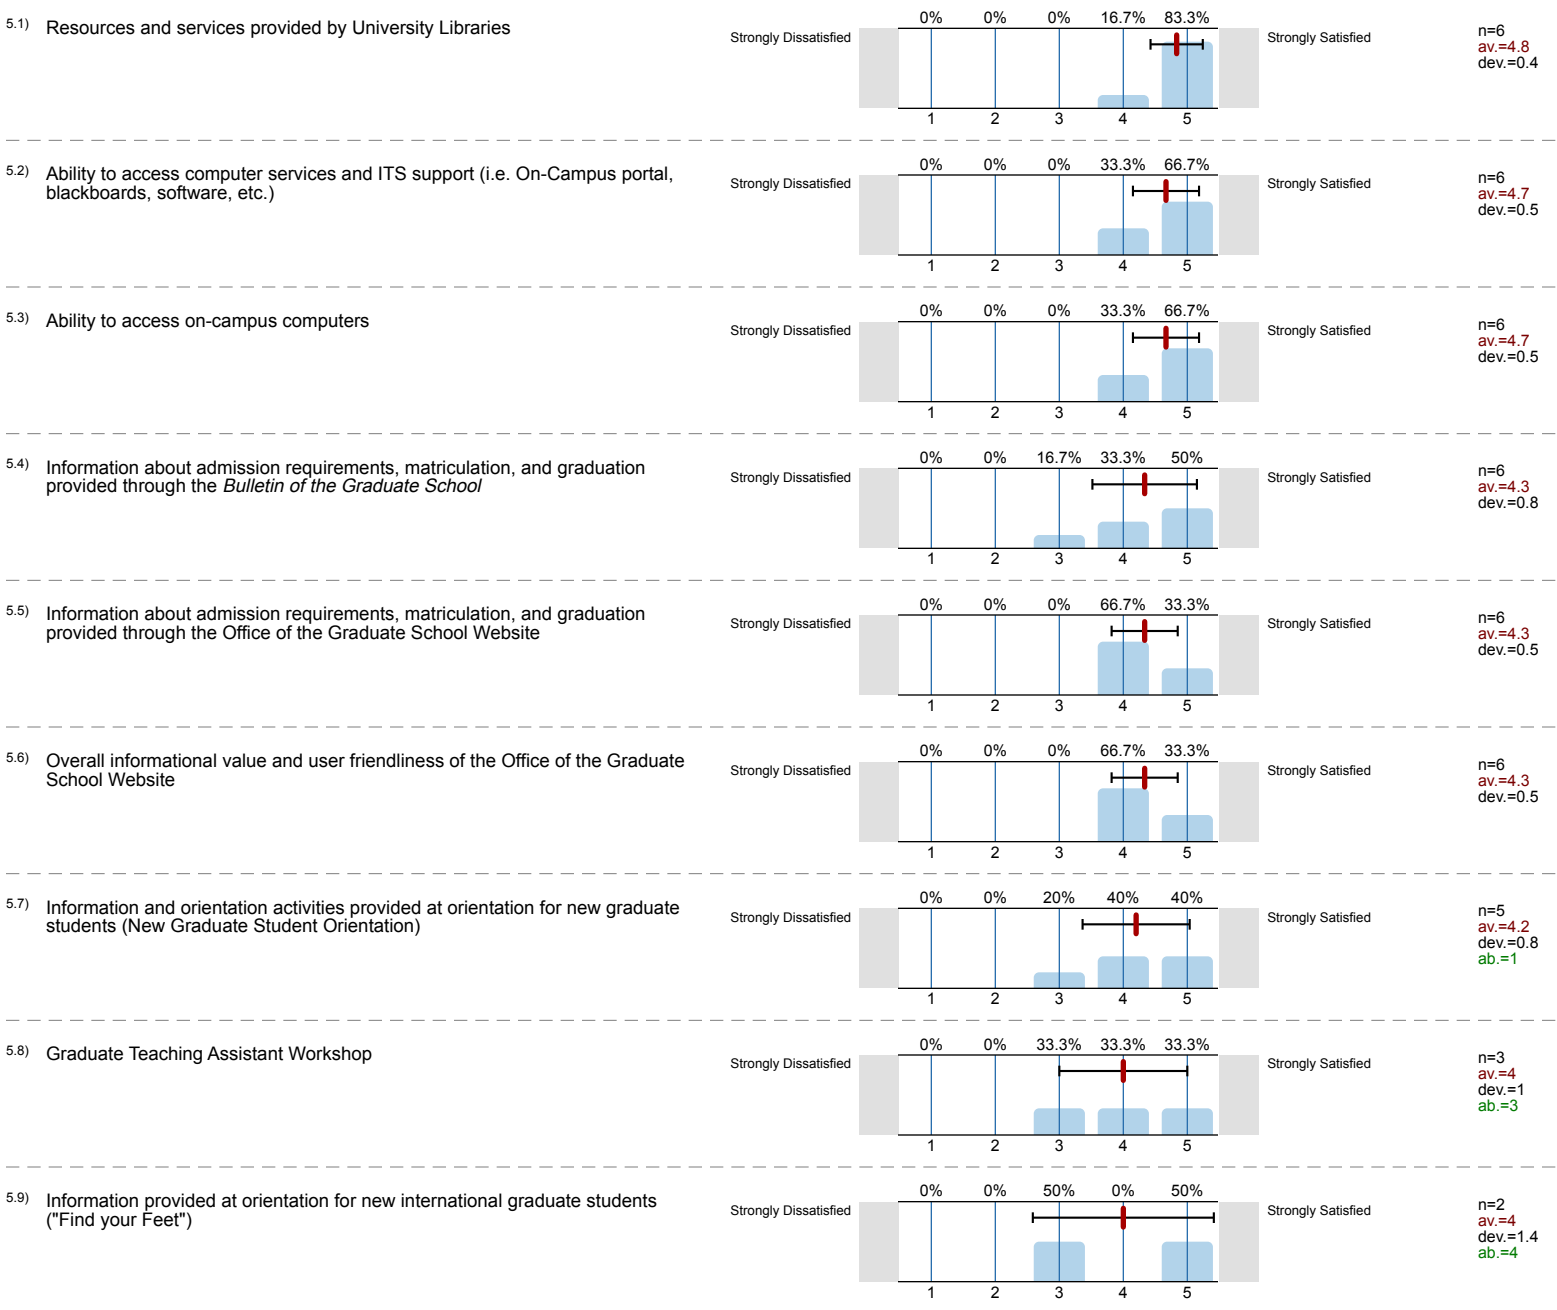 5.1) Resources and services provided by University Libraries
Strongly Dissatisfied
0% 0% 0% 16.7% 83.3%
1 2 3 4 5
Strongly Satisfied
n=6
av.=4.8
dev.=0.4
5.2) Ability to access computer services and ITS support (i.e. On-Campus portal,
blackboards, software, etc.)
Strongly Dissatisfied
0% 0% 0% 33.3% 66.7%
1 2 3 4 5
Strongly Satisfied
n=6
av.=4.7
dev.=0.5
5.3) Ability to access on-campus computers
Strongly Dissatisfied
0% 0% 0% 33.3% 66.7%
1 2 3 4 5
Strongly Satisfied
n=6
av.=4.7
dev.=0.5
5.4) Information about admission requirements, matriculation, and graduation
provided through the Bulletin of the Graduate School
Strongly Dissatisfied
0% 0% 16.7% 33.3% 50%
1 2 3 4 5
Strongly Satisfied
n=6
av.=4.3
dev.=0.8
5.5) Information about admission requirements, matriculation, and graduation
provided through the Office of the Graduate School Website
Strongly Dissatisfied
0% 0% 0% 66.7% 33.3%
1 2 3 4 5
Strongly Satisfied
n=6
av.=4.3
dev.=0.5
5.6) Overall informational value and user friendliness of the Office of the Graduate
School Website
Strongly Dissatisfied
0% 0% 0% 66.7% 33.3%
1 2 3 4 5
Strongly Satisfied
n=6
av.=4.3
dev.=0.5
5.7) Information and orientation activities provided at orientation for new graduate
students (New Graduate Student Orientation)
Strongly Dissatisfied
0% 0% 20% 40% 40%
1 2 3 4 5
Strongly Satisfied
n=5
av.=4.2
dev.=0.8
ab.=1
5.8) Graduate Teaching Assistant Workshop
Strongly Dissatisfied
0% 0% 33.3% 33.3% 33.3%
1 2 3 4 5
Strongly Satisfied
n=3
av.=4
dev.=1
ab.=3
5.9) Information provided at orientation for new international graduate students
("Find your Feet")
Strongly Dissatisfied
0% 0% 50% 0% 50%
1 2 3 4 5
Strongly Satisfied
n=2
av.=4
dev.=1.4
ab.=4